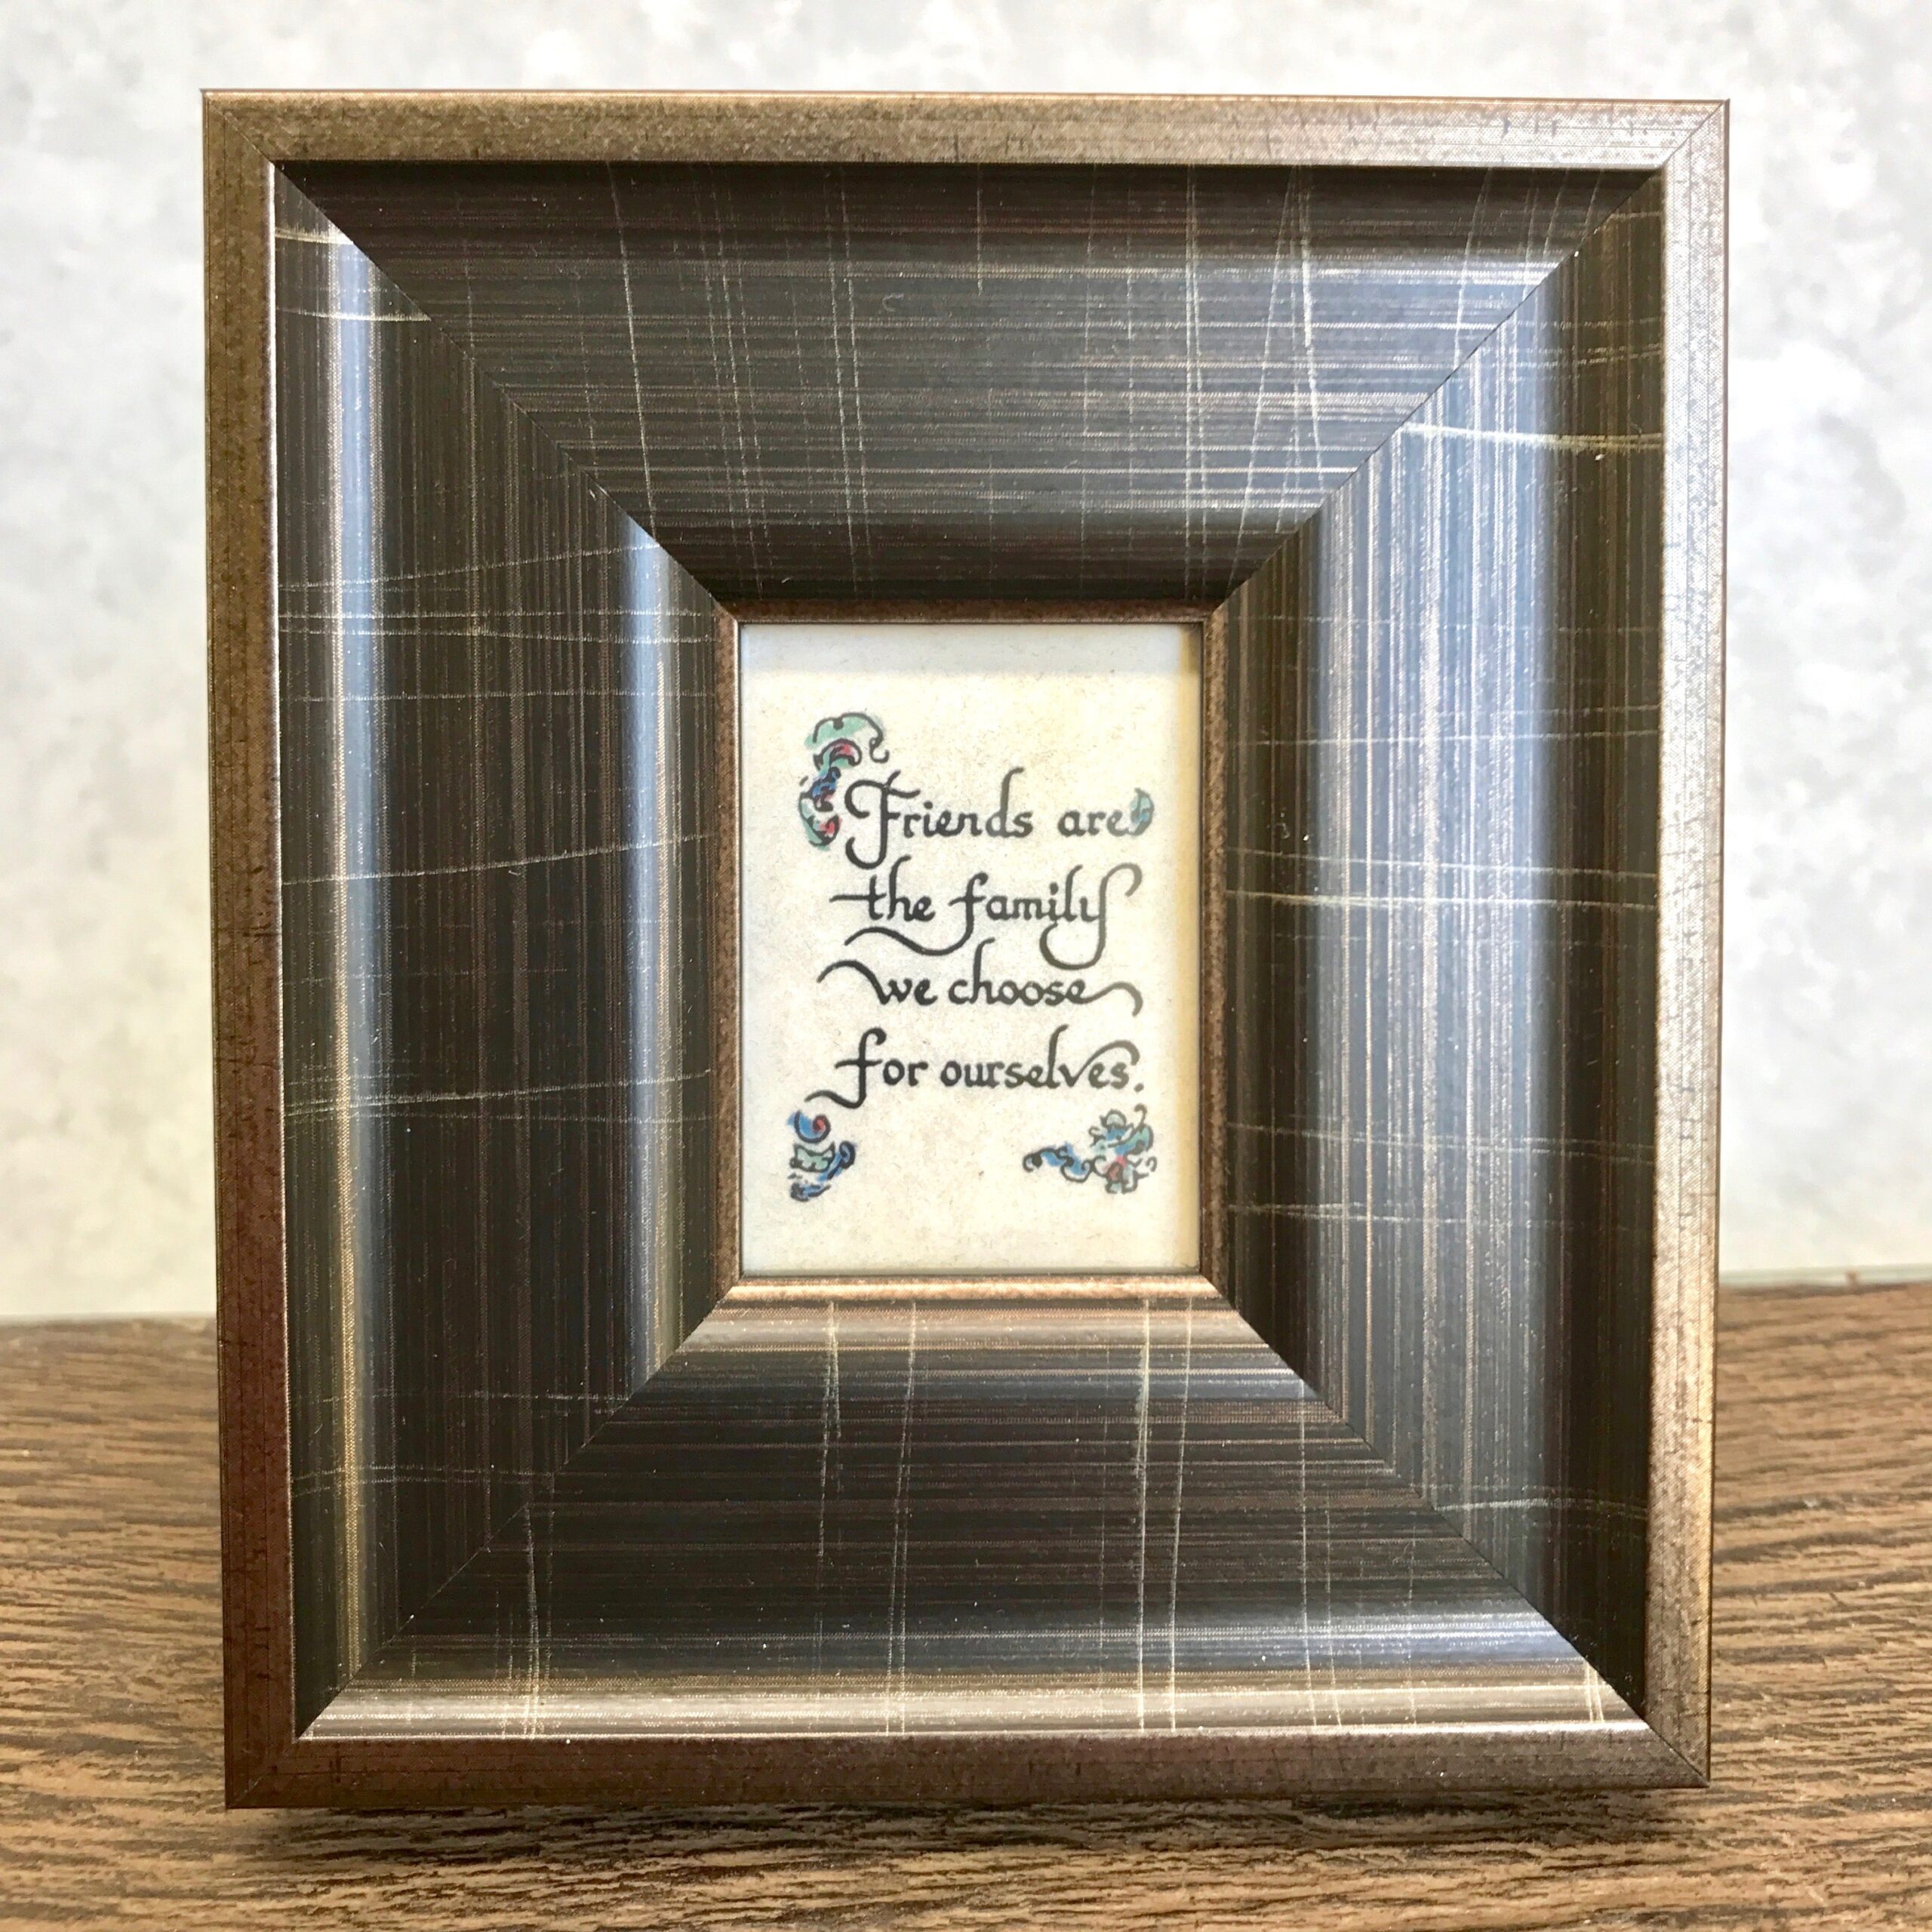 Friends are
the family
we choose
for ourselves.